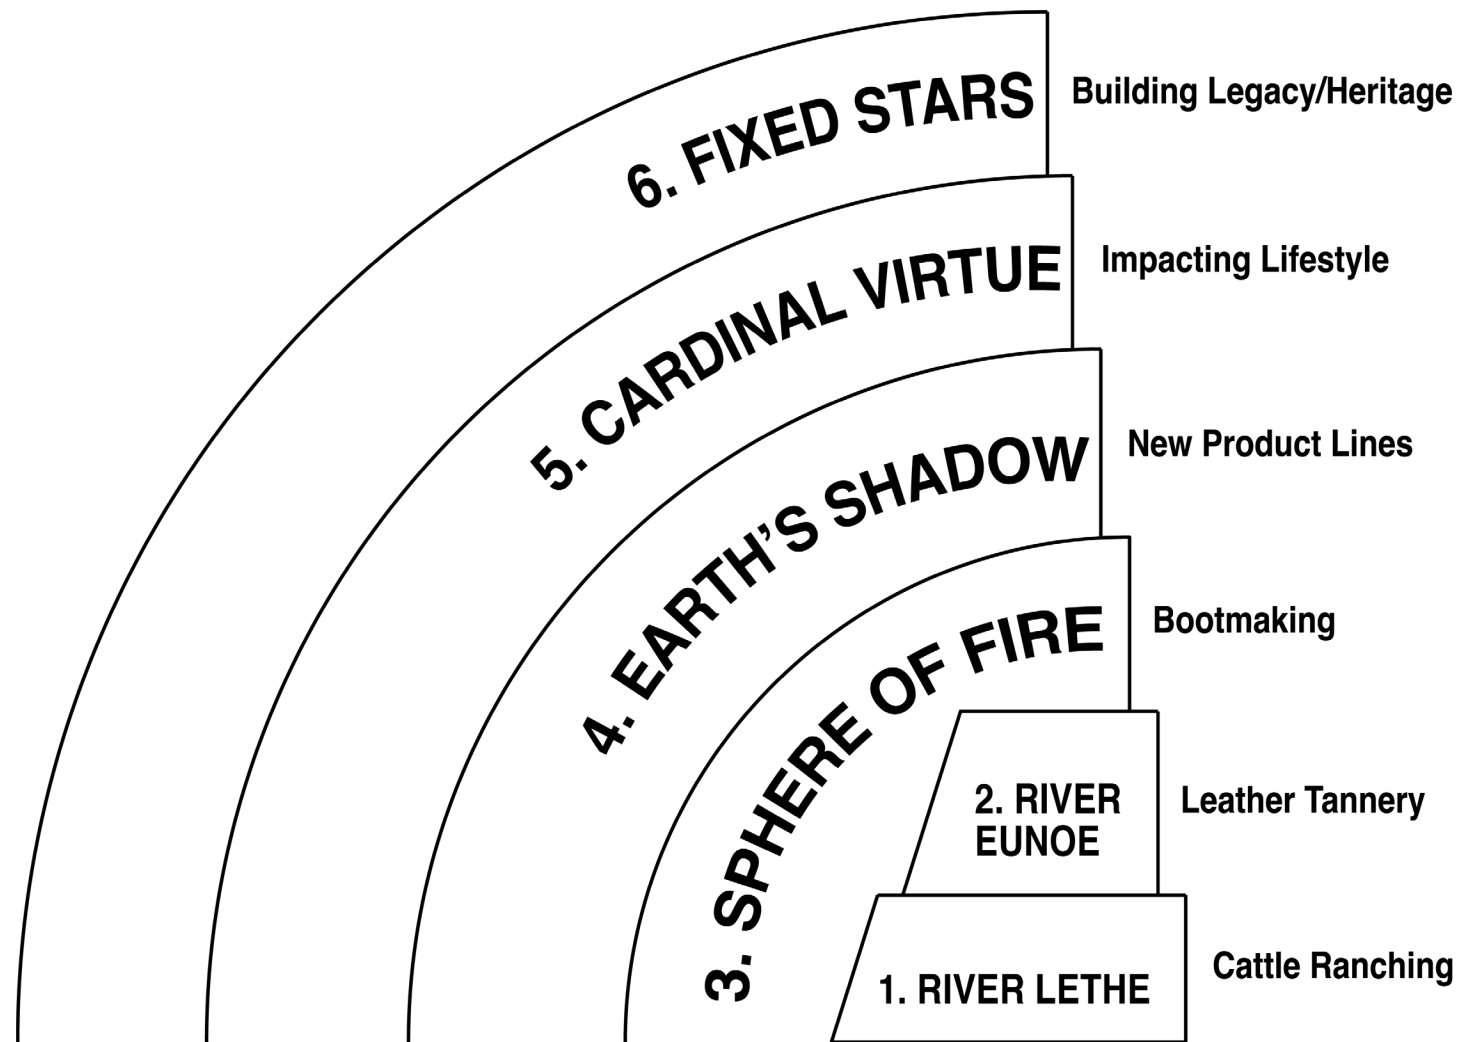 6. FIXED STARS
Building Legacy/Heritage
5. CARDINAL VIRTUE
Impacting Lifestyle
4. EARTH'S SHADOW
New Product Lines
3. SPHERE OF FIRE
Bootmaking
2. RIVER
EUNOE
Leather Tannery
1. RIVER LETHE
Cattle Ranching